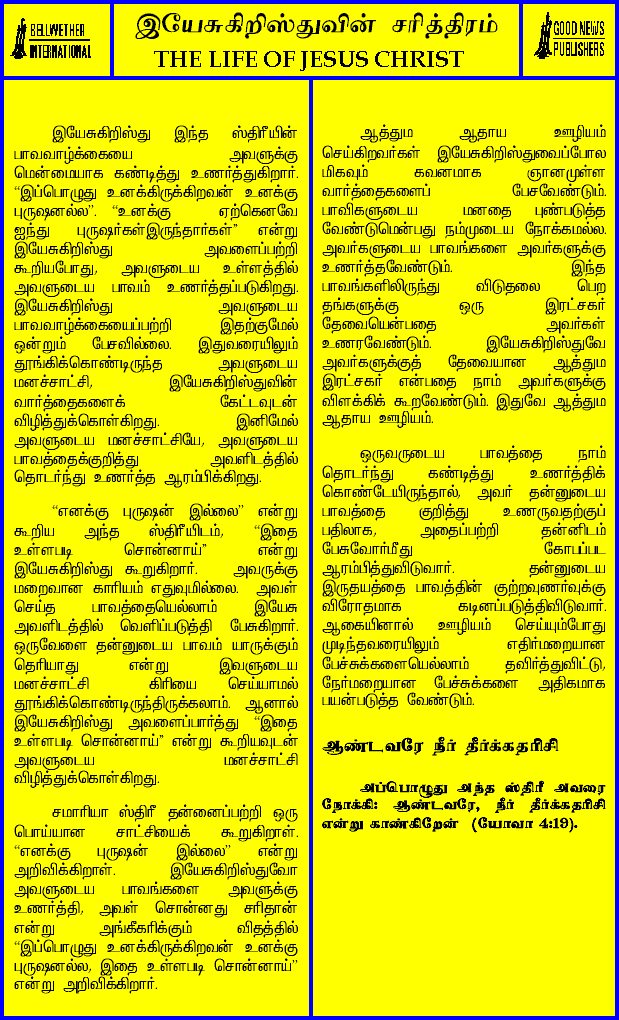 BELLWETHER
INTERNATIONAL
இயேசுகிறிஸ்துவின் சரித்திரம்
THE LIFE OF JESUS CHRIST
GOOD NEWS
PUBLISHERS
இயேசுகிறிஸ்து இந்த ஸ்திரீயின்
பாவவாழ்க்கையை அவளுக்கு
மென்மையாக கண்டித்து உணர்த்துகிறார்.
“இப்பொழுது உனக்கிருக்கிறவன் உனக்கு
புருஷனல்ல”. “உனக்கு ஏற்கெனவே
ஐந்து புருஷர்கள்இருந்தார்கள்” என்று
இயேசுகிறிஸ்து அவளைப்பற்றி
கூறியபோது, அவளுடைய உள்ளத்தில்
அவளுடைய பாவம் உணர்த்தப்படுகிறது.
இயேசுகிறிஸ்து அவளுடைய
பாவவாழ்க்கையைப்பற்றி இதற்குமேல்
ஒன்றும் பேசவில்லை. இதுவரையிலும்
தூங்கிக்கொண்டிருந்த அவளுடைய
மனச்சாட்சி, இயேசுகிறிஸ்துவின்
வார்த்தைகளைக் கேட்டவுடன்
விழித்துக்கொள்கிறது. இனிமேல்
அவளுடைய மனச்சாட்சியே, அவளுடைய
பாவத்தைக்குறித்து அவளிடத்தில்
தொடர்ந்து உணர்த்த ஆரம்பிக்கிறது.
“எனக்கு புருஷன் இல்லை” என்று
கூறிய அந்த ஸ்திரீயிடம், “இதை
உள்ளபடி சொன்னாய்” என்று
இயேசுகிறிஸ்து கூறுகிறார். அவருக்கு
மறைவான காரியம் எதுவுமில்லை. அவள்
செய்த பாவத்தையெல்லாம் இயேசு
அவளிடத்தில் வெளிப்படுத்தி பேசுகிறார்.
ஒருவேளை தன்னுடைய பாவம் யாருக்கும்
தெரியாது என்று இவளுடைய
மனச்சாட்சி கிரியை செய்யாமல்
தூங்கிக்கொண்டிருந்திருக்கலாம். ஆனால்
இயேசுகிறிஸ்து அவளைப்பார்த்து “இதை
உள்ளபடி சொன்னாய்” என்று கூறியவுடன்
அவளுடைய மனச்சாட்சி
விழித்துக்கொள்கிறது.
சமாரியா ஸ்திரீ தன்னைப்பற்றி ஒரு
பொய்யான சாட்சியைக் கூறுகிறாள்.
“எனக்கு புருஷன் இல்லை” என்று
அறிவிக்கிறாள். இயேசுகிறிஸ்துவோ
அவளுடைய பாவங்களை அவளுக்கு
உணர்த்தி, அவள் சொன்னது சரிதான்
என்று அங்கீகரிக்கும் விதத்தில்
“இப்பொழுது உனக்கிருக்கிறவன் உனக்கு
புருஷனல்ல, இதை உள்ளபடி சொன்னாய்”
என்று அறிவிக்கிறார்.
ஆத்தும ஆதாய ஊழியம்
செய்கிறவர்கள் இயேசுகிறிஸ்துவைப்போல
மிகவும் கவனமாக ஞானமுள்ள
வார்த்தைகளைப் பேசவேண்டும்.
பாவிகளுடைய மனதை புண்படுத்த
வேண்டுமென்பது நம்முடைய நோக்கமல்ல.
அவர்களுடைய பாவங்களை அவர்களுக்கு
உணர்த்தவேண்டும். இந்த
பாவங்களிலிருந்து விடுதலை பெற
தங்களுக்கு ஒரு இரட்சகர்
தேவையென்பதை அவர்கள்
உணரவேண்டும். இயேசுகிறிஸ்துவே
அவர்களுக்குத் தேவையான ஆத்தும
இரட்சகர் என்பதை நாம் அவர்களுக்கு
விளக்கிக் கூறவேண்டும். இதுவே ஆத்தும
ஆதாய ஊழியம்.
ஒருவருடைய பாவத்தை நாம்
தொடர்ந்து கண்டித்து உணர்த்திக்
கொண்டேயிருந்தால், அவர் தன்னுடைய
பாவத்தை குறித்து உணருவதற்குப்
பதிலாக, அதைப்பற்றி தன்னிடம்
பேசுவோர்மீது கோபப்பட
ஆரம்பித்துவிடுவார். தன்னுடைய
இருதயத்தை பாவத்தின் குற்றவுணர்வுக்கு
விரோதமாக கடினப்படுத்திவிடுவார்.
ஆகையினால் ஊழியம் செய்யும்போது
முடிந்தவரையிலும் எதிர்மறையான
பேச்சுக்களையெல்லாம் தவிர்த்துவிட்டு,
நேர்மறையான பேச்சுக்களை அதிகமாக
பயன்படுத்த வேண்டும்.
ஆண்டவரே நீர் தீர்க்கதரிசி
அப்பொழுது அந்த ஸ்திரீ அவரை
நோக்கி: ஆண்டவரே, நீர் தீர்க்கதரிசி
என்று காண்கிறேன் (யோவா 4:19).